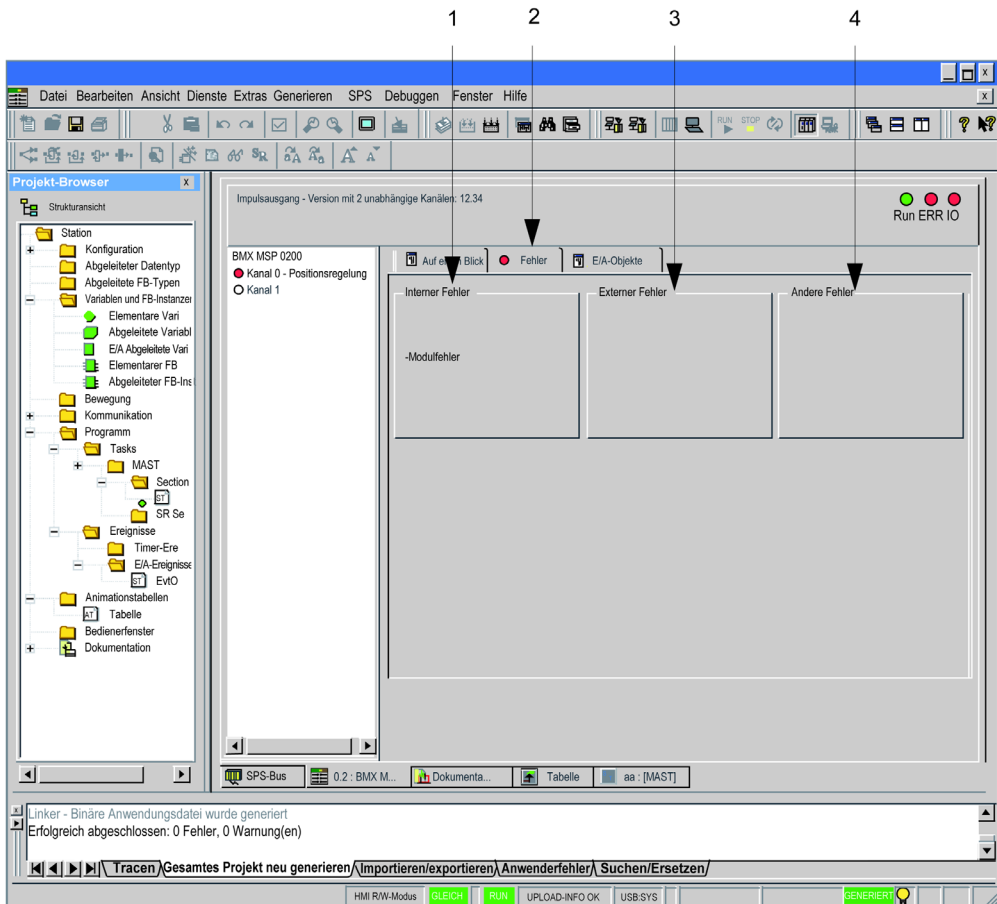 1 2 3 4
Datei Bearbeiten Ansicht Dienste Extras Generieren SPS Debuggen Fenster Hilfe
RUN STOP
Projekt-Browser
Strukturansicht
Station
Konfiguration
Abgeleiteter Datentyp
Abgeleitete FB-Typen
Variablen und FB-Instanzen
Elementare Vari
Abgeleitete Variabl
E/A Abgeleitete Vari
Elementarer FB
Abgeleiteter FB-Ins
Bewegung
Kommunikation
Programm
Tasks
MAST
Section
ST
SR Se
Ereignisse
Timer-Ere
E/A-Ereignisse
ST EvtO
Animationstabellen
AT Tabelle
Bedienerfenster
Dokumentation
Impulsausgang - Version mit 2 unabhängige Kanälen: 12.34
Run ERR IO
BMX MSP 0200
Kanal 0 - Positionsregelung
Kanal 1
Auf einen Blick Fehler E/A-Objekte
Interner Fehler Externer Fehler Andere Fehler
-Modulfehler
SPS-Bus 0.2 : BMX M... Dokumenta... Tabelle aa : [MAST]
Linker - Binäre Anwendungsdatei wurde generiert
Erfolgreich abgeschlossen: 0 Fehler, 0 Warnung(en)
Tracen Gesamtes Projekt neu generieren Importieren/exportieren Anwenderfehler Suchen/Ersetzen
HMI R/W-Modus GLEICH RUN UPLOAD-INFO OK USB:SYS GENERIERT